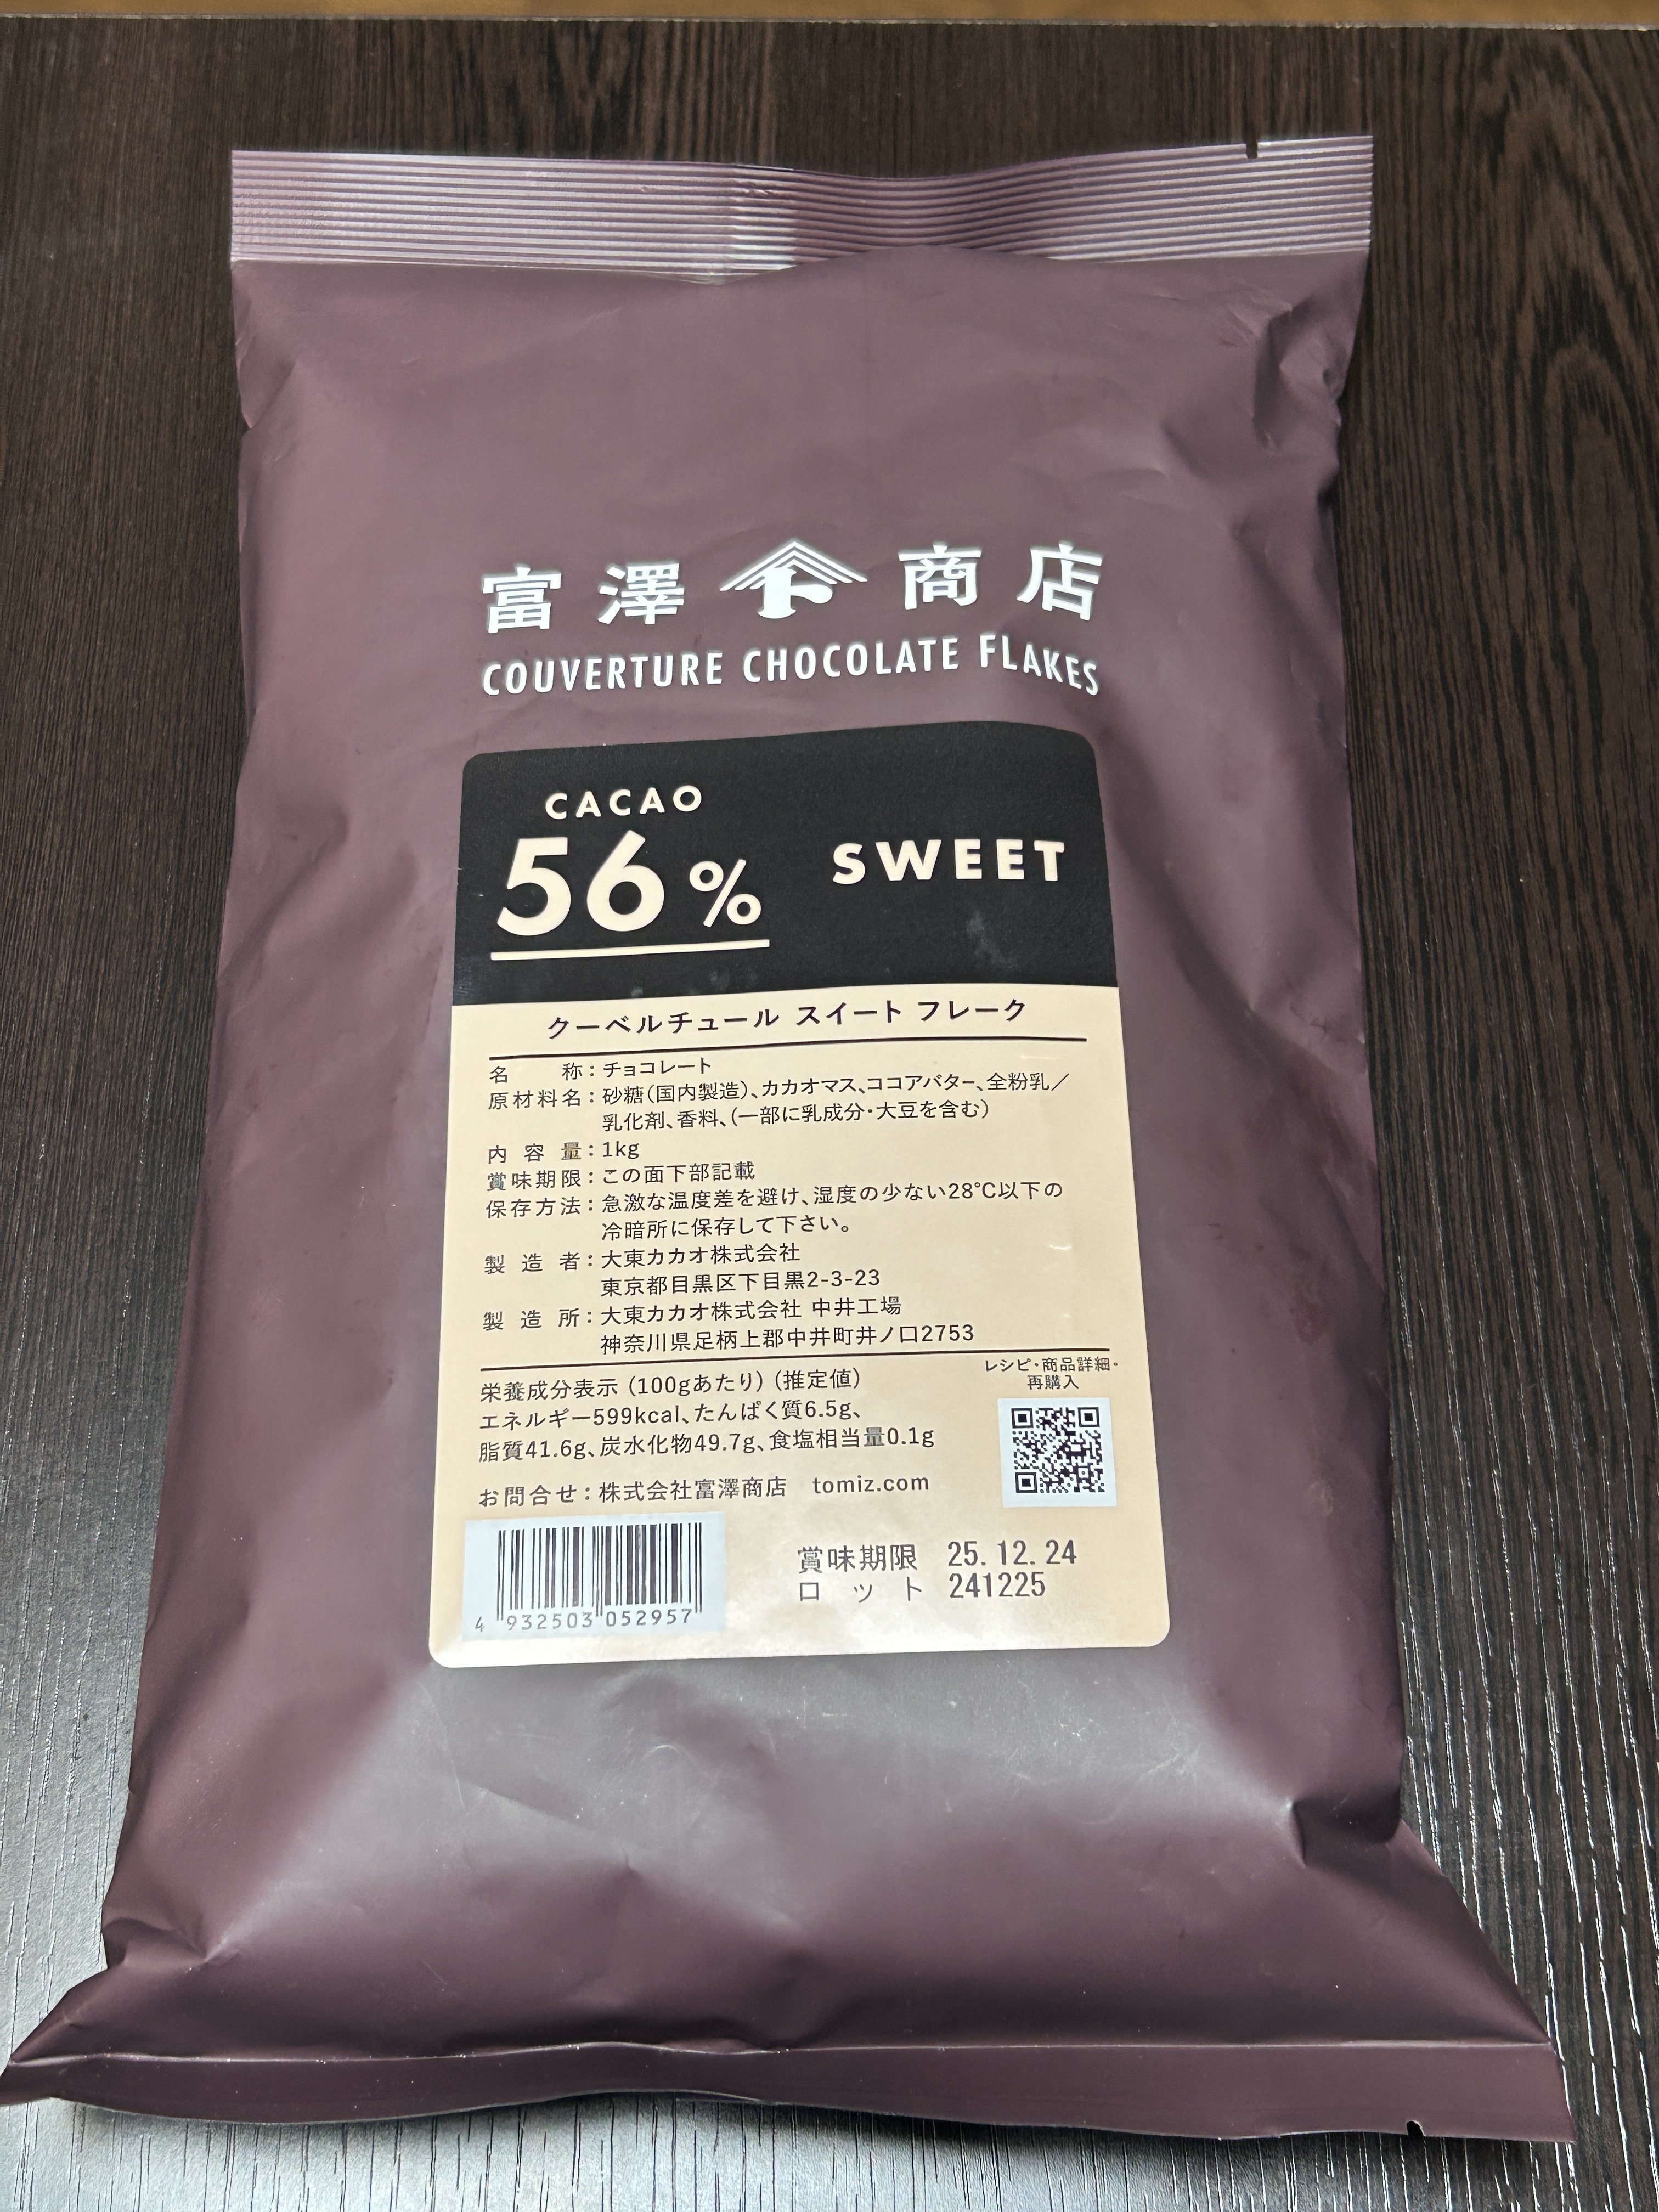 富澤商店
COUVERTURE CHOCOLATE FLAKES
CACAO
56%
SWEET
クーベルチュール スイート フレーク
名称：チョコレート
原材料名：砂糖（国内製造）、カカオマス、ココアバター、全粉乳／
乳化剤、香料、（一部に乳成分・大豆を含む）
内容量：1kg
賞味期限：この面下部記載
保存方法：急激な温度差を避け、湿度の少ない28℃以下の
冷暗所に保存して下さい。
製造者：大東カカオ株式会社
東京都目黒区下目黒2-3-23
製造所：大東カカオ株式会社 中井工場
神奈川県足柄上郡中井町井ノ口2753
栄養成分表示（100gあたり）（推定値）
エネルギー599kcal、たんぱく質6.5g、
脂質41.6g、炭水化物49.7g、食塩相当量0.1g
レシピ・商品詳細・
再購入
お問合せ：株式会社富澤商店 tomiz.com
4 932503 052957
賞味期限 25.12.24
ロット 241225